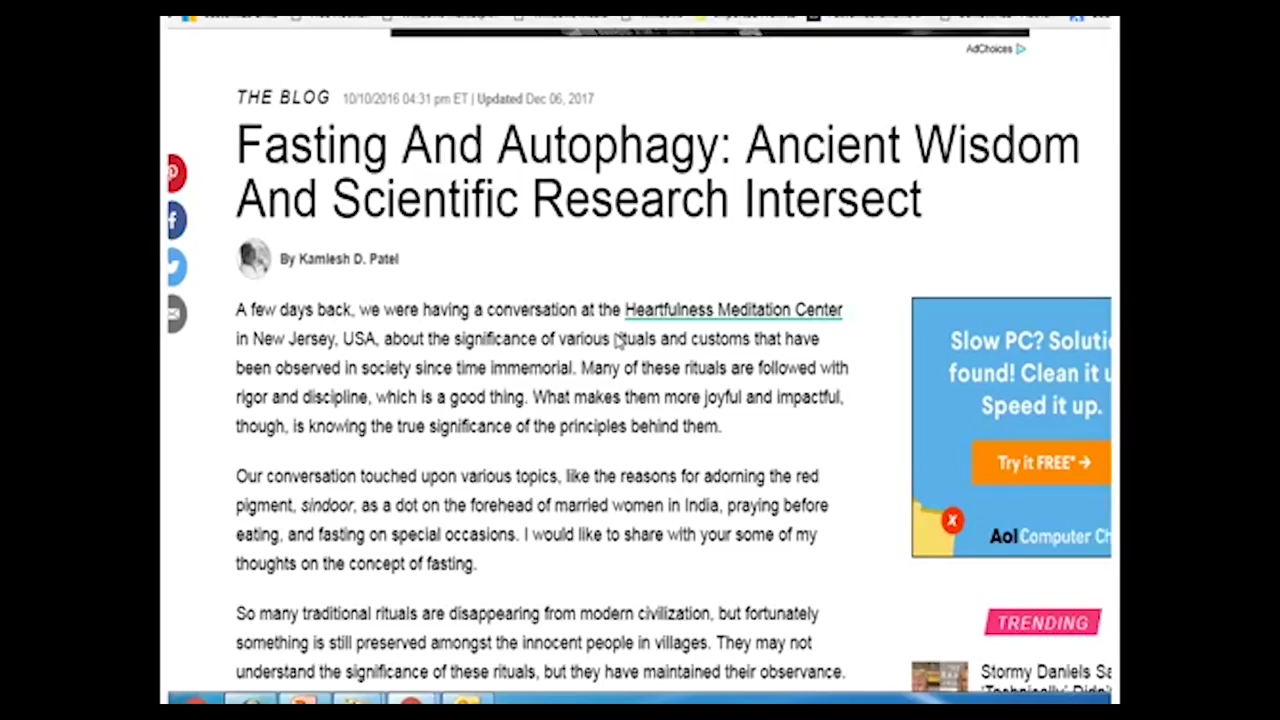 AdChoices
THE BLOG 10/10/2016 04:31 pm ET | Updated Dec 06, 2017
Fasting And Autophagy: Ancient Wisdom
And Scientific Research Intersect
By Kamlesh D. Patel
A few days back, we were having a conversation at the Heartfulness Meditation Center
in New Jersey, USA, about the significance of various rituals and customs that have
been observed in society since time immemorial. Many of these rituals are followed with
rigor and discipline, which is a good thing. What makes them more joyful and impactful,
though, is knowing the true significance of the principles behind them.
Our conversation touched upon various topics, like the reasons for adorning the red
pigment, sindoor, as a dot on the forehead of married women in India, praying before
eating, and fasting on special occasions. I would like to share with your some of my
thoughts on the concept of fasting.
So many traditional rituals are disappearing from modern civilization, but fortunately
something is still preserved amongst the innocent people in villages. They may not
understand the significance of these rituals, but they have maintained their observance.
Slow PC? Soluti
found! Clean it u
Speed it up.
Try it FREE* →
Aol Computer Ch
TRENDING
Stormy Daniels Sa
'Technically' Didn'